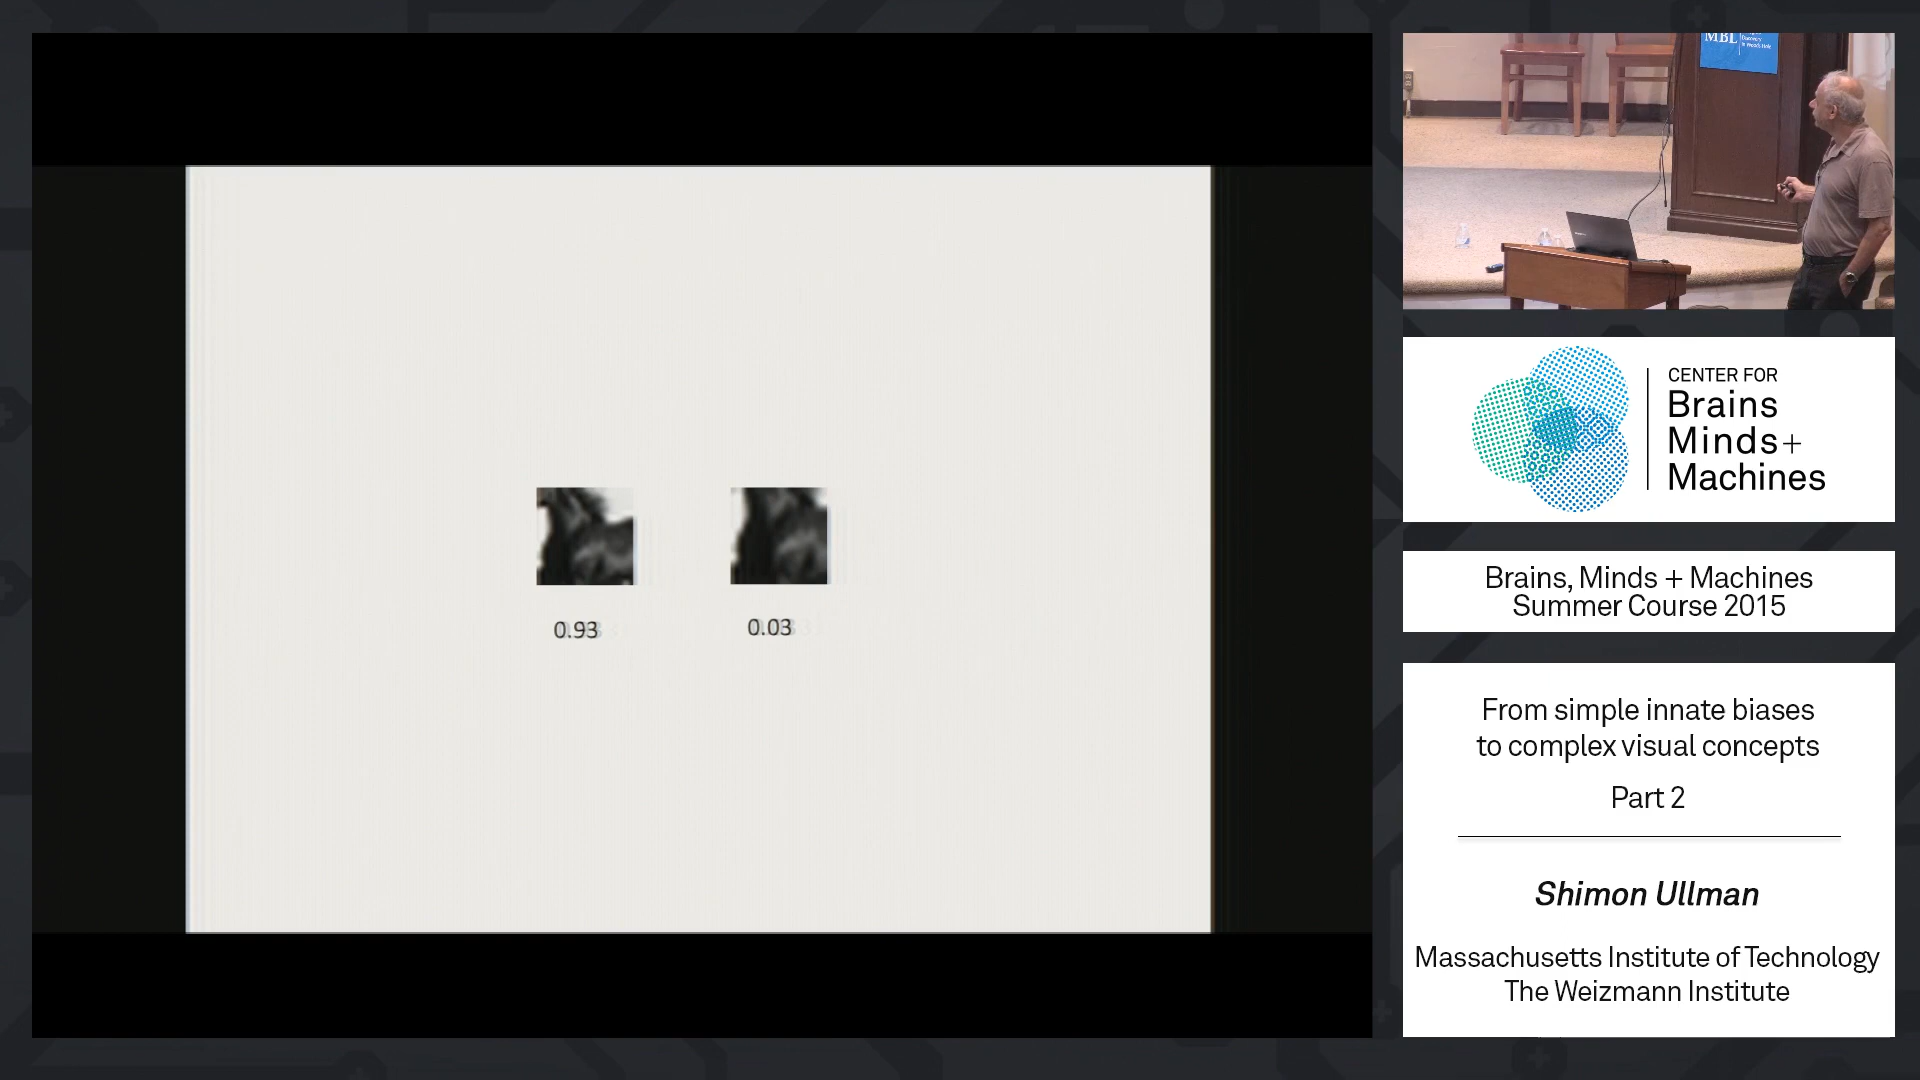 0.93
0.03
MBL
CENTER FOR
Brains
Minds+
Machines
Brains, Minds + Machines
Summer Course 2015
From simple innate biases
to complex visual concepts
Part 2
Shimon Ullman
Massachusetts Institute of Technology
The Weizmann Institute